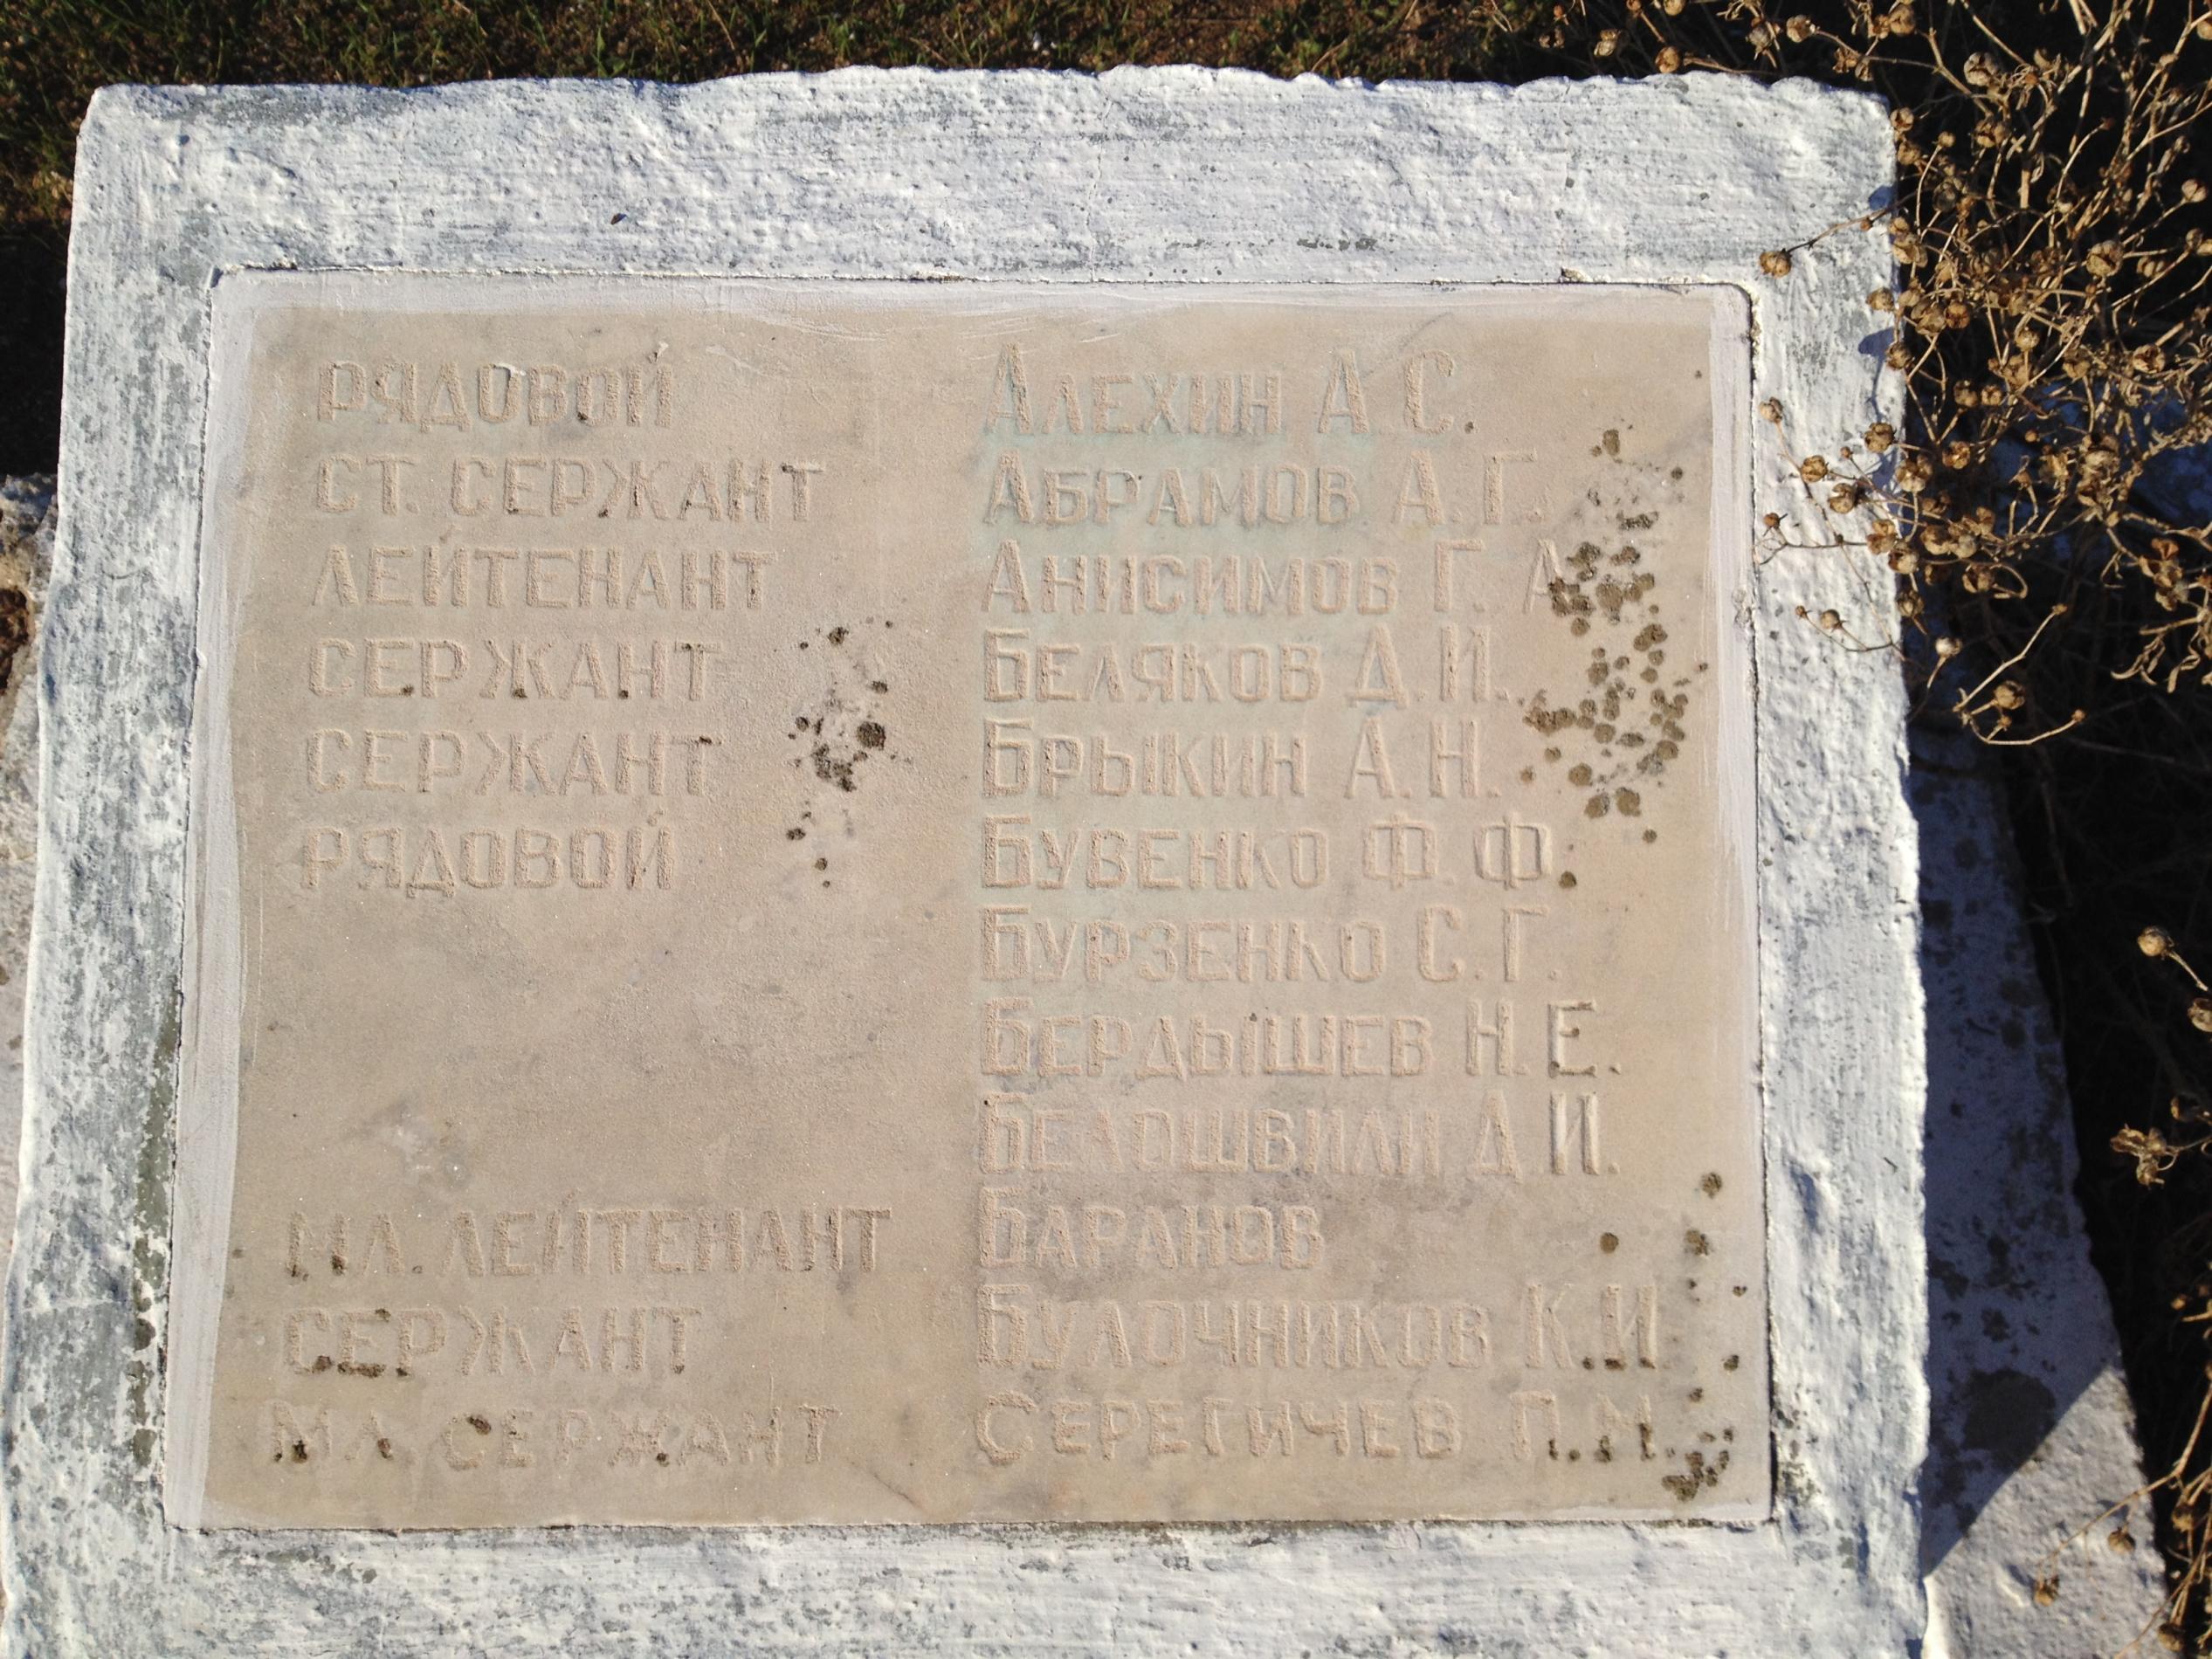 РЯДОВОЙ АЛЕХИН А. С.
СТ. СЕРЖАНТ АБРАМОВ А. Г.
ЛЕЙТЕНАНТ АНИСИМОВ Г. А.
СЕРЖАНТ БЕЛЯКОВ Д. И.
СЕРЖАНТ БРЫКИН А. Н.
РЯДОВОЙ БУВЕНКО Ф. Ф.
БУРЗЕНКО С. Г.
БЕРДЫШЕВ Н. Е.
БЕЛОШВИЛИ Д. И.
МЛ. ЛЕЙТЕНАНТ БАРАНОВ
СЕРЖАНТ БУЛОЧНИКОВ К. И
МЛ. СЕРЖАНТ СЕРЕГИЧЕВ П. М.